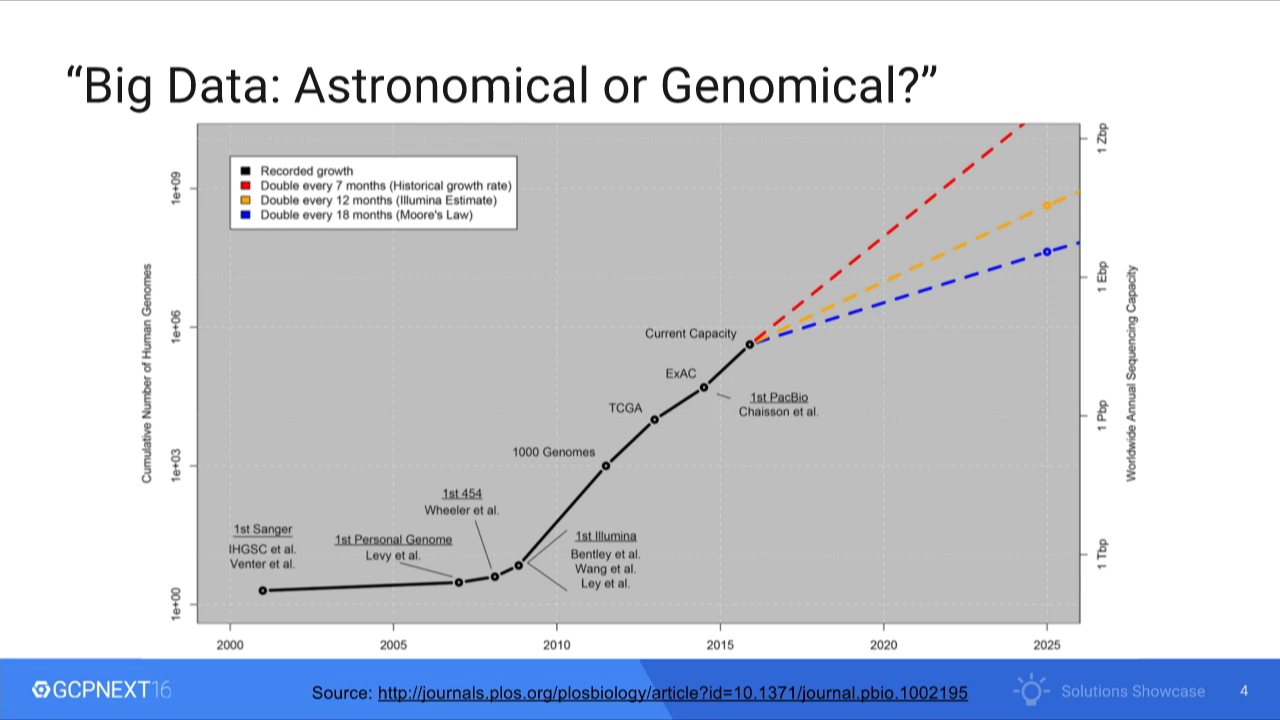 “Big Data: Astronomical or Genomical?”
Recorded growth
Double every 7 months (Historical growth rate)
Double every 12 months (Illumina Estimate)
Double every 18 months (Moore's Law)
Cumulative Number of Human Genomes
1e+09
1e+06
1e+03
1e+00
1 Zbp
1 Ebp
1 Pbp
1 Tbp
Worldwide Annual Sequencing Capacity
Current Capacity
ExAC
1st PacBio
Chaisson et al.
TCGA
1000 Genomes
1st 454
Wheeler et al.
1st Sanger
IHGSC et al.
Venter et al.
1st Personal Genome
Levy et al.
1st Illumina
Bentley et al.
Wang et al.
Ley et al.
2000
2005
2010
2015
2020
2025
GCPNEXT16
Source: http://journals.plos.org/plosbiology/article?id=10.1371/journal.pbio.1002195
Solutions Showcase
4